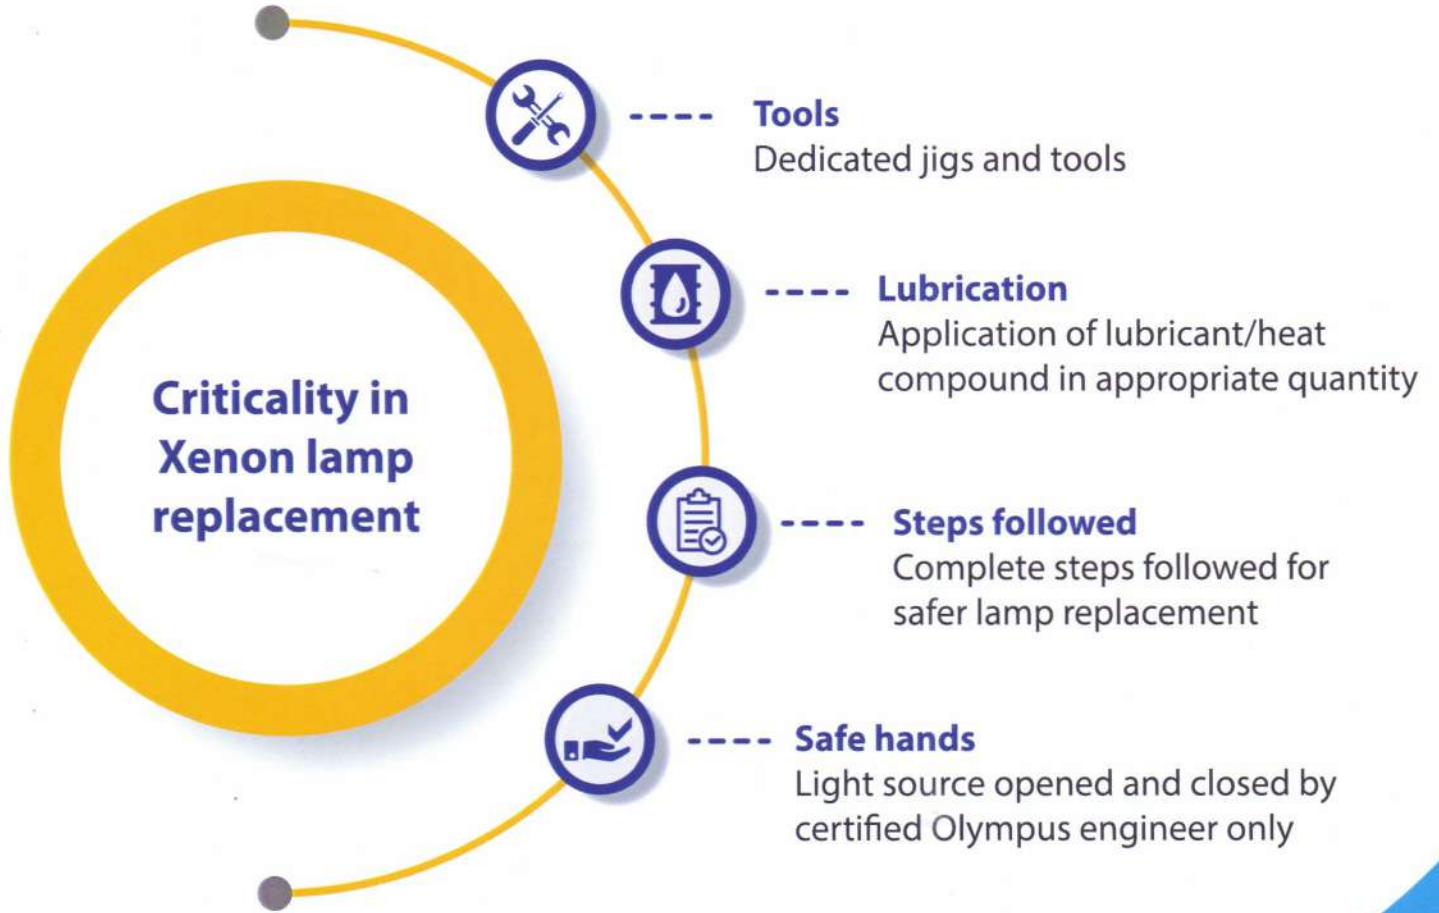 Criticality in
Xenon lamp
replacement
Tools
Dedicated jigs and tools
Lubrication
Application of lubricant/heat
compound in appropriate quantity
Steps followed
Complete steps followed for
safer lamp replacement
Safe hands
Light source opened and closed by
certified Olympus engineer only